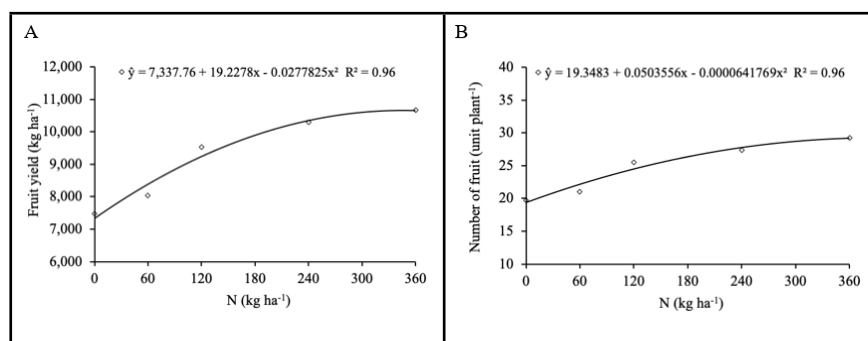 A
ŷ = 7,337.76 + 19.2278x - 0.0277825x² R² = 0.96
Fruit yield (kg ha⁻¹)
12,000
11,000
10,000
9,000
8,000
7,000
6,000
0 60 120 180 240 300 360
N (kg ha⁻¹)
B
ŷ = 19.3483 + 0.0503556x - 0.0000641769x² R² = 0.96
Number of fruit (unit plant⁻¹)
40
35
30
25
20
15
10
0 60 120 180 240 300 360
N (kg ha⁻¹)